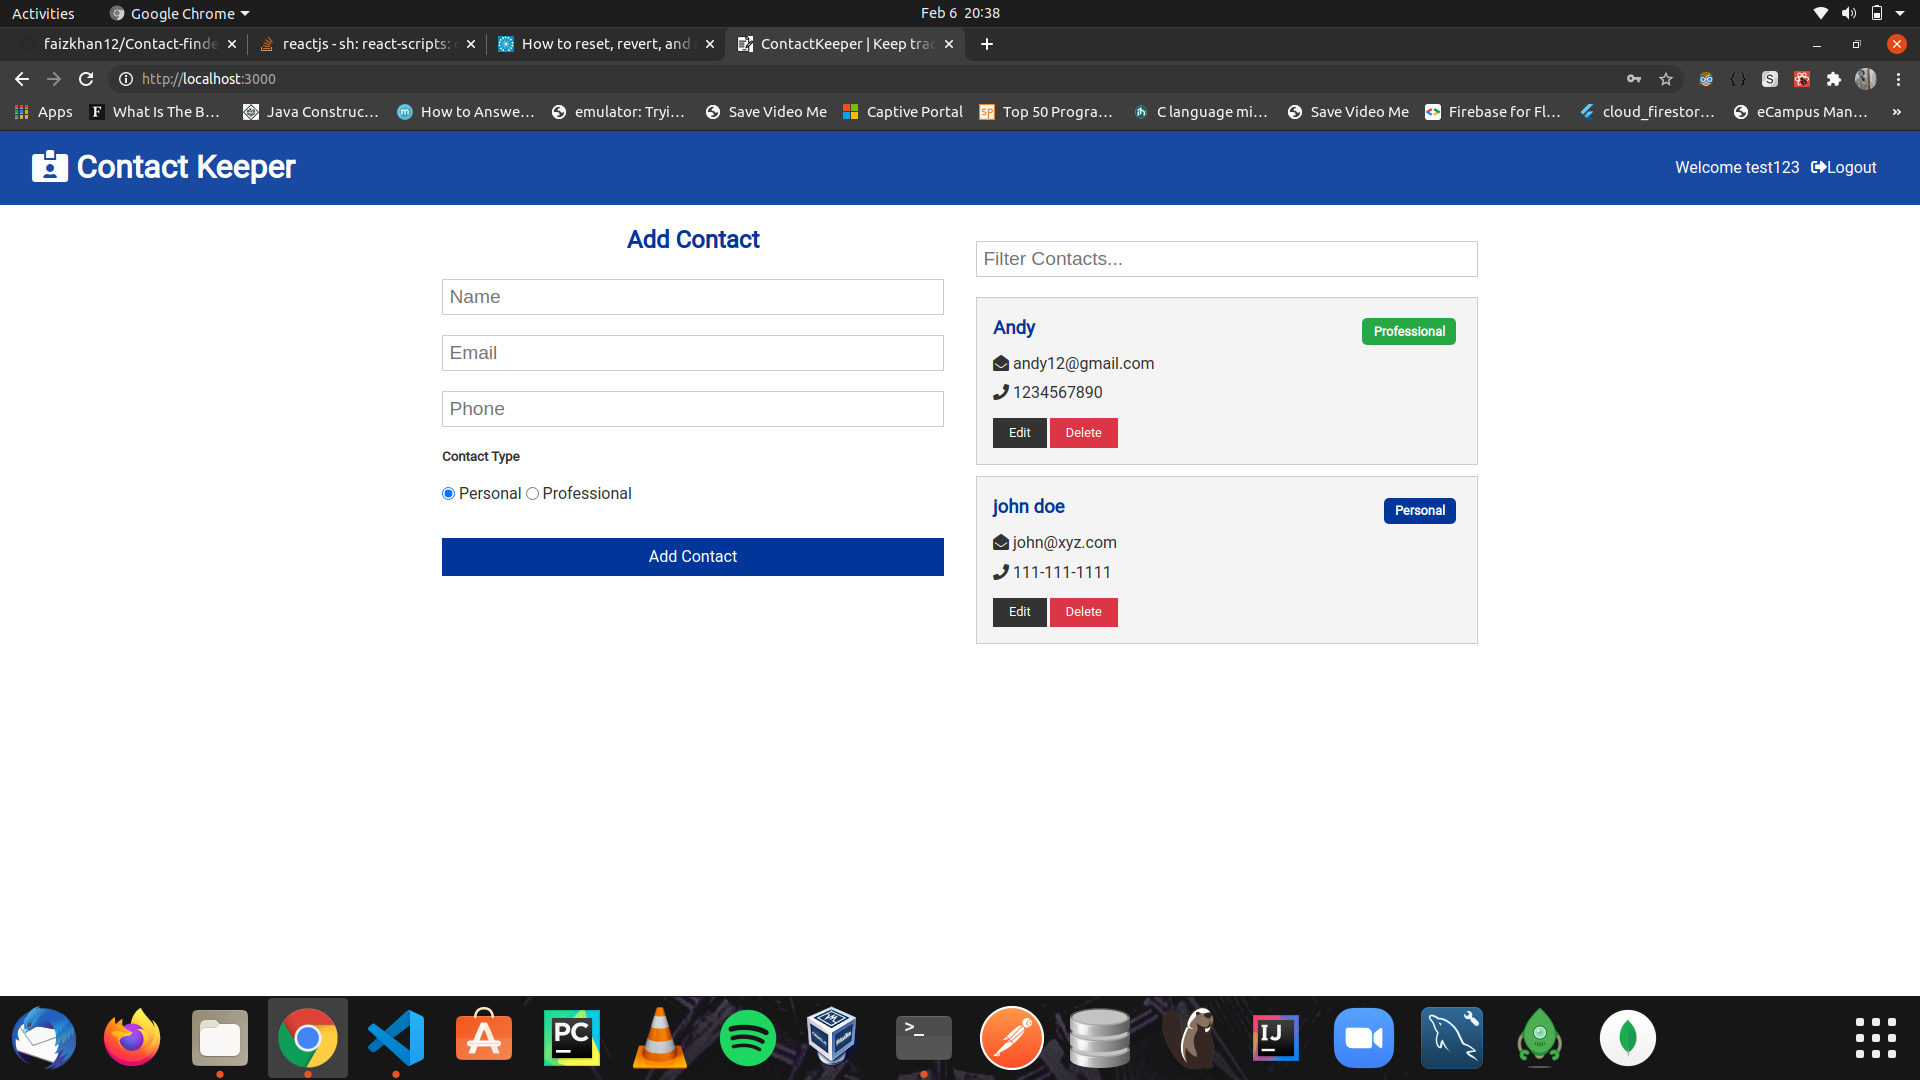 Activities
Google Chrome
Feb 6 20:38
faizkhan12/Contact-finde
reactjs - sh: react-scripts:
How to reset, revert, and
ContactKeeper | Keep trac
http://localhost:3000
Apps
What Is The B...
Java Construc...
How to Answe...
emulator: Tryi...
Save Video Me
Captive Portal
Top 50 Progra...
C language mi...
Save Video Me
Firebase for Fl...
cloud_firestor...
eCampus Man...
»
Contact Keeper
Welcome test123
Logout
Add Contact
Name
Email
Phone
Contact Type
Personal Professional
Add Contact
Filter Contacts...
Andy
Professional
andy12@gmail.com
1234567890
Edit Delete
john doe
Personal
john@xyz.com
111-111-1111
Edit Delete
PC
>_
IJ